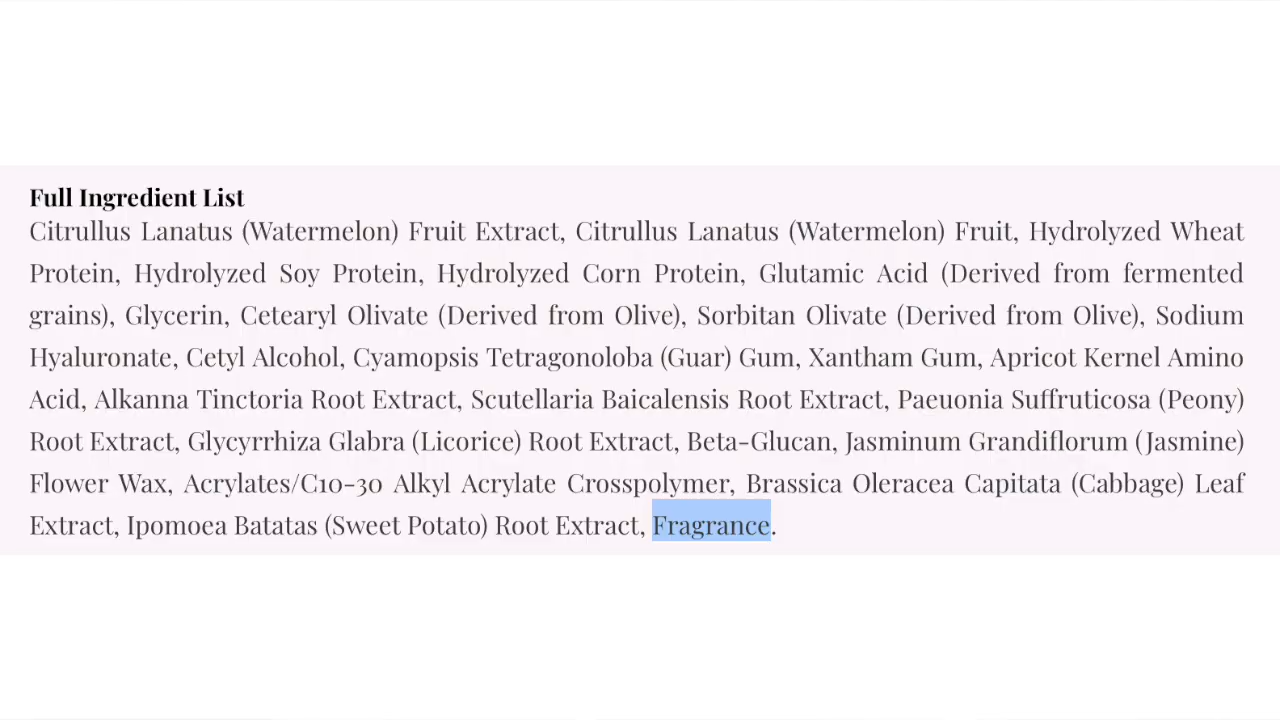 Full Ingredient List
Citrullus Lanatus (Watermelon) Fruit Extract, Citrullus Lanatus (Watermelon) Fruit, Hydrolyzed Wheat
Protein, Hydrolyzed Soy Protein, Hydrolyzed Corn Protein, Glutamic Acid (Derived from fermented
grains), Glycerin, Cetearyl Olivate (Derived from Olive), Sorbitan Olivate (Derived from Olive), Sodium
Hyaluronate, Cetyl Alcohol, Cyamopsis Tetragonoloba (Guar) Gum, Xantham Gum, Apricot Kernel Amino
Acid, Alkanna Tinctoria Root Extract, Scutellaria Baicalensis Root Extract, Paeuonia Suffruticosa (Peony)
Root Extract, Glycyrrhiza Glabra (Licorice) Root Extract, Beta-Glucan, Jasminum Grandiflorum (Jasmine)
Flower Wax, Acrylates/C10-30 Alkyl Acrylate Crosspolymer, Brassica Oleracea Capitata (Cabbage) Leaf
Extract, Ipomoea Batatas (Sweet Potato) Root Extract, Fragrance.